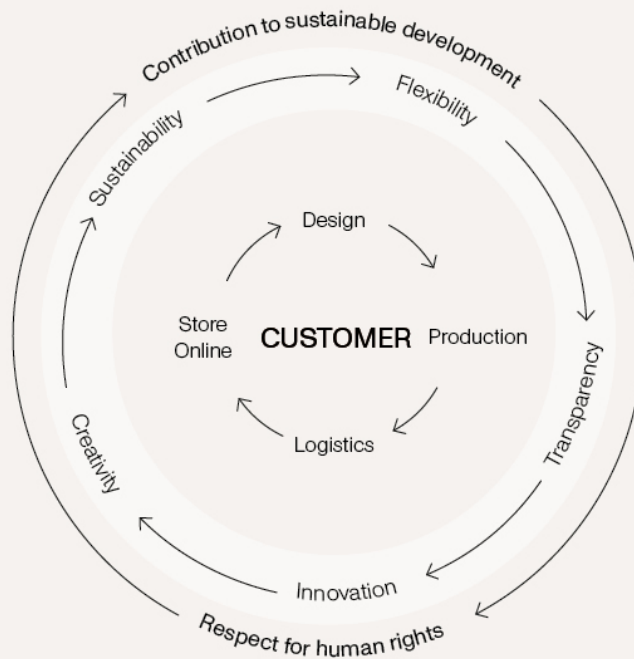 Contribution to sustainable development
Sustainability
Flexibility
Design
Store
Online
CUSTOMER
Production
Logistics
Creativity
Transparency
Innovation
Respect for human rights